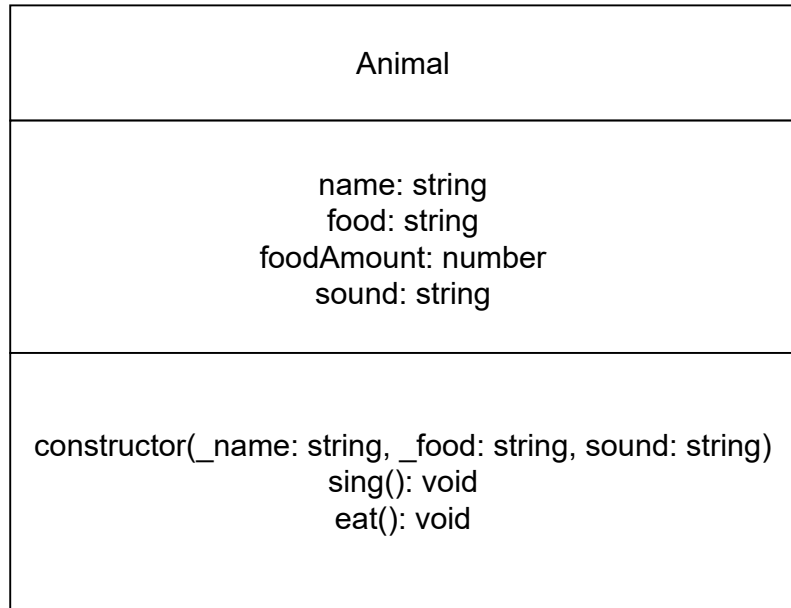 Animal
name: string
food: string
foodAmount: number
sound: string
constructor(_name: string, _food: string, sound: string)
sing(): void
eat(): void